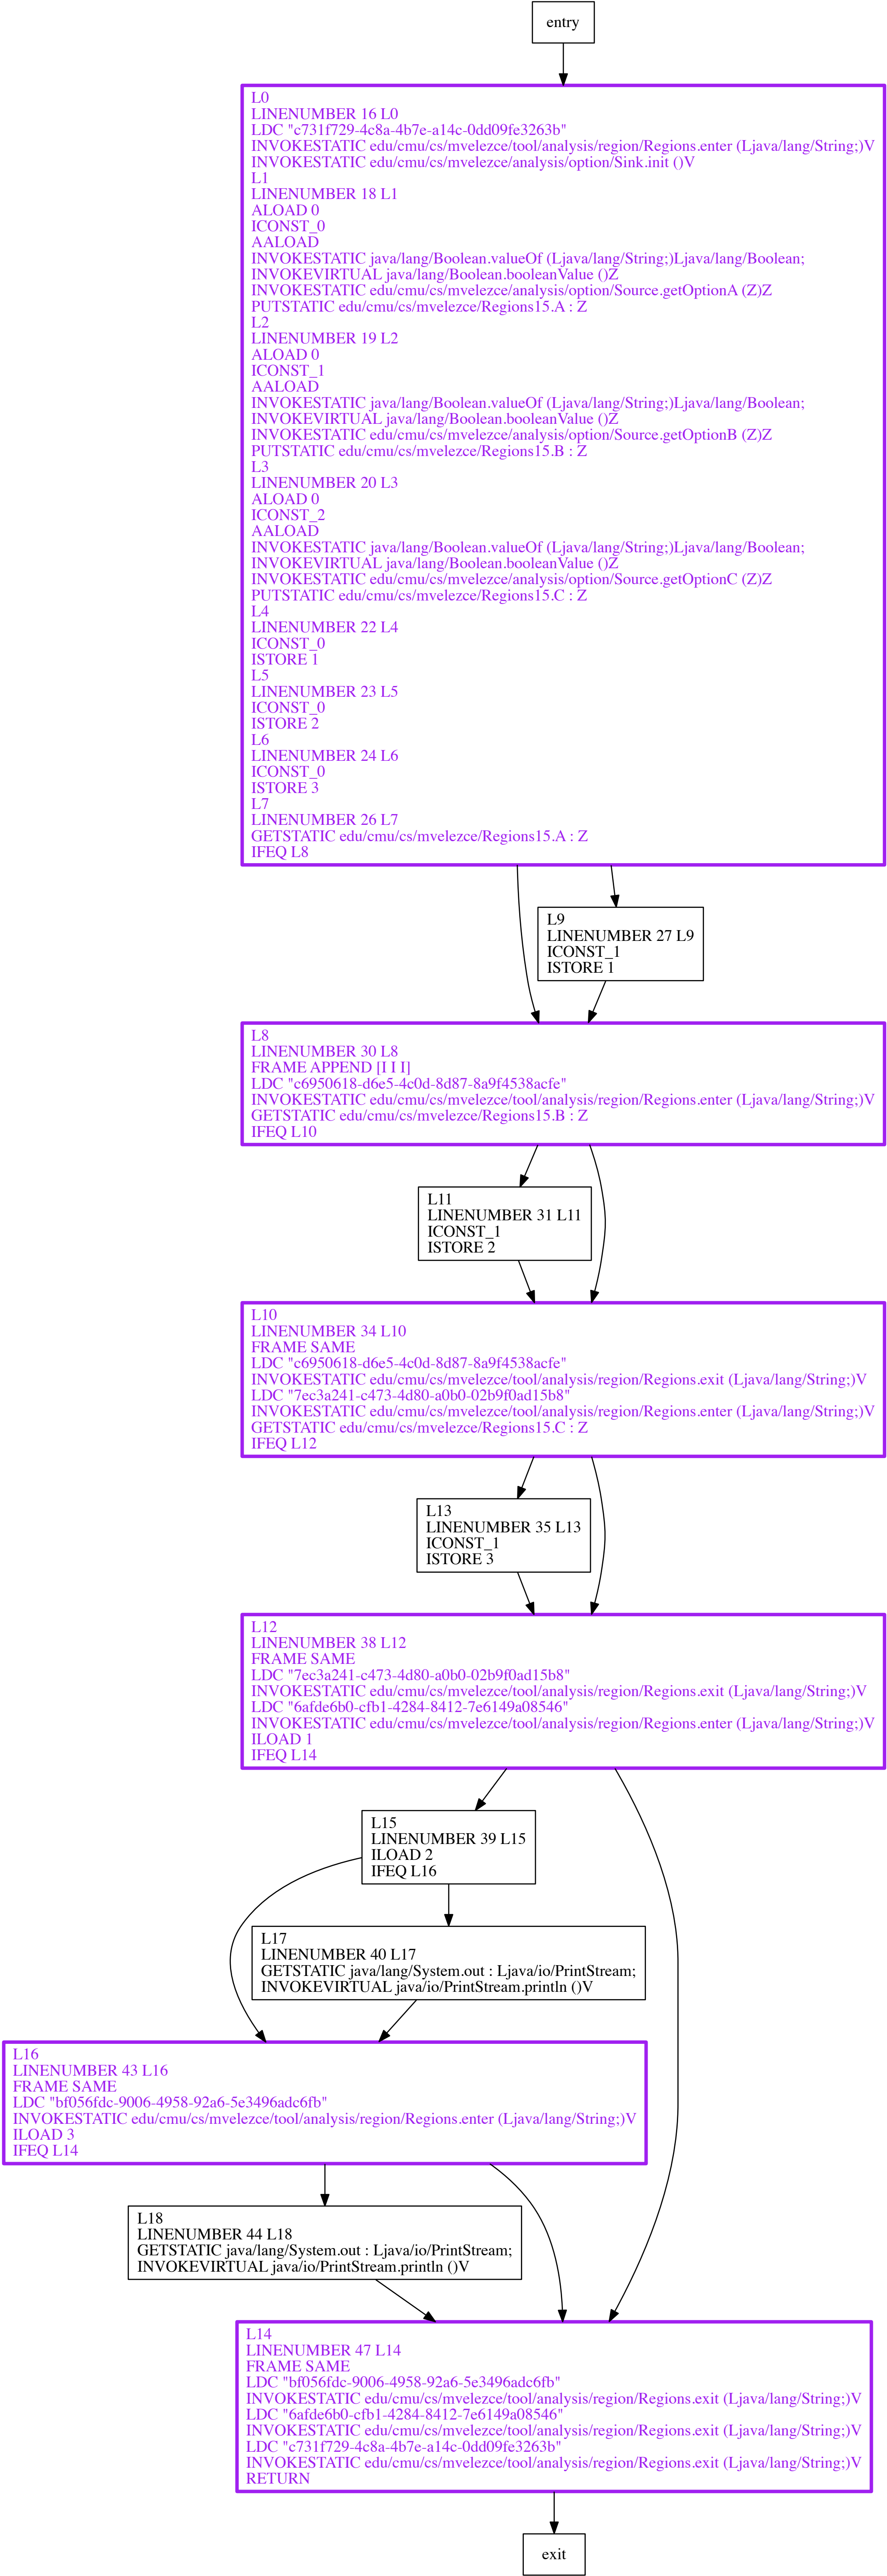 entry
L0
LINENUMBER 16 L0
LDC "c731f729-4c8a-4b7e-a14c-0dd09fe3263b"
INVOKESTATIC edu/cmu/cs/mvelezce/tool/analysis/region/Regions.enter (Ljava/lang/String;)V
INVOKESTATIC edu/cmu/cs/mvelezce/analysis/option/Sink.init ()V
L1
LINENUMBER 18 L1
ALOAD 0
ICONST_0
AALOAD
INVOKESTATIC java/lang/Boolean.valueOf (Ljava/lang/String;)Ljava/lang/Boolean;
INVOKEVIRTUAL java/lang/Boolean.booleanValue ()Z
INVOKESTATIC edu/cmu/cs/mvelezce/analysis/option/Source.getOptionA (Z)Z
PUTSTATIC edu/cmu/cs/mvelezce/Regions15.A : Z
L2
LINENUMBER 19 L2
ALOAD 0
ICONST_1
AALOAD
INVOKESTATIC java/lang/Boolean.valueOf (Ljava/lang/String;)Ljava/lang/Boolean;
INVOKEVIRTUAL java/lang/Boolean.booleanValue ()Z
INVOKESTATIC edu/cmu/cs/mvelezce/analysis/option/Source.getOptionB (Z)Z
PUTSTATIC edu/cmu/cs/mvelezce/Regions15.B : Z
L3
LINENUMBER 20 L3
ALOAD 0
ICONST_2
AALOAD
INVOKESTATIC java/lang/Boolean.valueOf (Ljava/lang/String;)Ljava/lang/Boolean;
INVOKEVIRTUAL java/lang/Boolean.booleanValue ()Z
INVOKESTATIC edu/cmu/cs/mvelezce/analysis/option/Source.getOptionC (Z)Z
PUTSTATIC edu/cmu/cs/mvelezce/Regions15.C : Z
L4
LINENUMBER 22 L4
ICONST_0
ISTORE 1
L5
LINENUMBER 23 L5
ICONST_0
ISTORE 2
L6
LINENUMBER 24 L6
ICONST_0
ISTORE 3
L7
LINENUMBER 26 L7
GETSTATIC edu/cmu/cs/mvelezce/Regions15.A : Z
IFEQ L8
L9
LINENUMBER 27 L9
ICONST_1
ISTORE 1
L8
LINENUMBER 30 L8
FRAME APPEND [I I I]
LDC "c6950618-d6e5-4c0d-8d87-8a9f4538acfe"
INVOKESTATIC edu/cmu/cs/mvelezce/tool/analysis/region/Regions.enter (Ljava/lang/String;)V
GETSTATIC edu/cmu/cs/mvelezce/Regions15.B : Z
IFEQ L10
L11
LINENUMBER 31 L11
ICONST_1
ISTORE 2
L10
LINENUMBER 34 L10
FRAME SAME
LDC "c6950618-d6e5-4c0d-8d87-8a9f4538acfe"
INVOKESTATIC edu/cmu/cs/mvelezce/tool/analysis/region/Regions.exit (Ljava/lang/String;)V
LDC "7ec3a241-c473-4d80-a0b0-02b9f0ad15b8"
INVOKESTATIC edu/cmu/cs/mvelezce/tool/analysis/region/Regions.enter (Ljava/lang/String;)V
GETSTATIC edu/cmu/cs/mvelezce/Regions15.C : Z
IFEQ L12
L13
LINENUMBER 35 L13
ICONST_1
ISTORE 3
L12
LINENUMBER 38 L12
FRAME SAME
LDC "7ec3a241-c473-4d80-a0b0-02b9f0ad15b8"
INVOKESTATIC edu/cmu/cs/mvelezce/tool/analysis/region/Regions.exit (Ljava/lang/String;)V
LDC "6afde6b0-cfb1-4284-8412-7e6149a08546"
INVOKESTATIC edu/cmu/cs/mvelezce/tool/analysis/region/Regions.enter (Ljava/lang/String;)V
ILOAD 1
IFEQ L14
L15
LINENUMBER 39 L15
ILOAD 2
IFEQ L16
L17
LINENUMBER 40 L17
GETSTATIC java/lang/System.out : Ljava/io/PrintStream;
INVOKEVIRTUAL java/io/PrintStream.println ()V
L16
LINENUMBER 43 L16
FRAME SAME
LDC "bf056fdc-9006-4958-92a6-5e3496adc6fb"
INVOKESTATIC edu/cmu/cs/mvelezce/tool/analysis/region/Regions.enter (Ljava/lang/String;)V
ILOAD 3
IFEQ L14
L18
LINENUMBER 44 L18
GETSTATIC java/lang/System.out : Ljava/io/PrintStream;
INVOKEVIRTUAL java/io/PrintStream.println ()V
L14
LINENUMBER 47 L14
FRAME SAME
LDC "bf056fdc-9006-4958-92a6-5e3496adc6fb"
INVOKESTATIC edu/cmu/cs/mvelezce/tool/analysis/region/Regions.exit (Ljava/lang/String;)V
LDC "6afde6b0-cfb1-4284-8412-7e6149a08546"
INVOKESTATIC edu/cmu/cs/mvelezce/tool/analysis/region/Regions.exit (Ljava/lang/String;)V
LDC "c731f729-4c8a-4b7e-a14c-0dd09fe3263b"
INVOKESTATIC edu/cmu/cs/mvelezce/tool/analysis/region/Regions.exit (Ljava/lang/String;)V
RETURN
exit